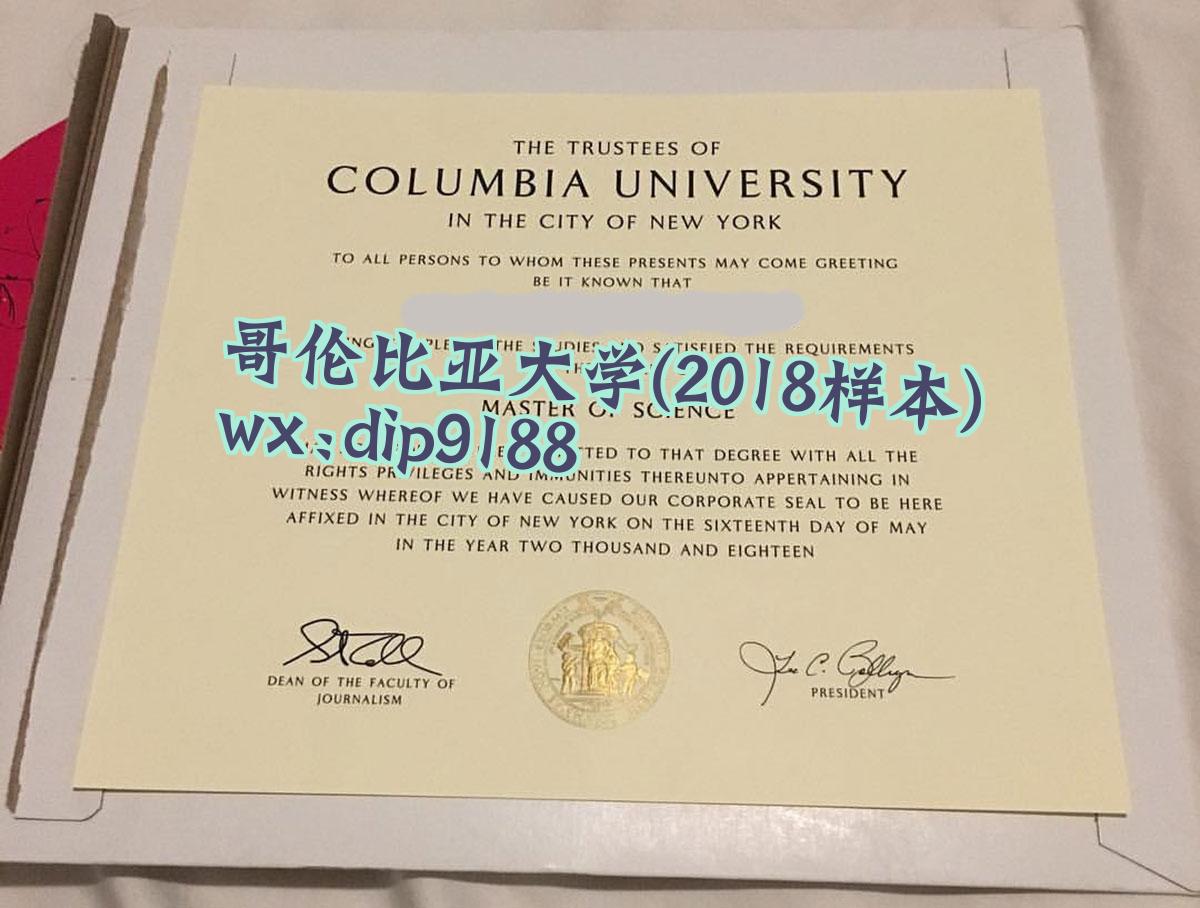 THE TRUSTEES OF
COLUMBIA UNIVERSITY
IN THE CITY OF NEW YORK
TO ALL PERSONS TO WHOM THESE PRESENTS MAY COME GREETING
BE IT KNOWN THAT
THE STUDIES SATISFIED THE REQUIREMENTS
哥伦比亚大学(2018样本)
MASTER OF SCIENCE
wx:dip9188
TO THAT DEGREE WITH ALL THE
RIGHTS PRIVILEGES AND IMMUNITIES THEREUNTO APPERTAINING IN
WITNESS WHEREOF WE HAVE CAUSED OUR CORPORATE SEAL TO BE HERE
AFFIXED IN THE CITY OF NEW YORK ON THE SIXTEENTH DAY OF MAY
IN THE YEAR TWO THOUSAND AND EIGHTEEN
DEAN OF THE FACULTY OF
JOURNALISM
PRESIDENT